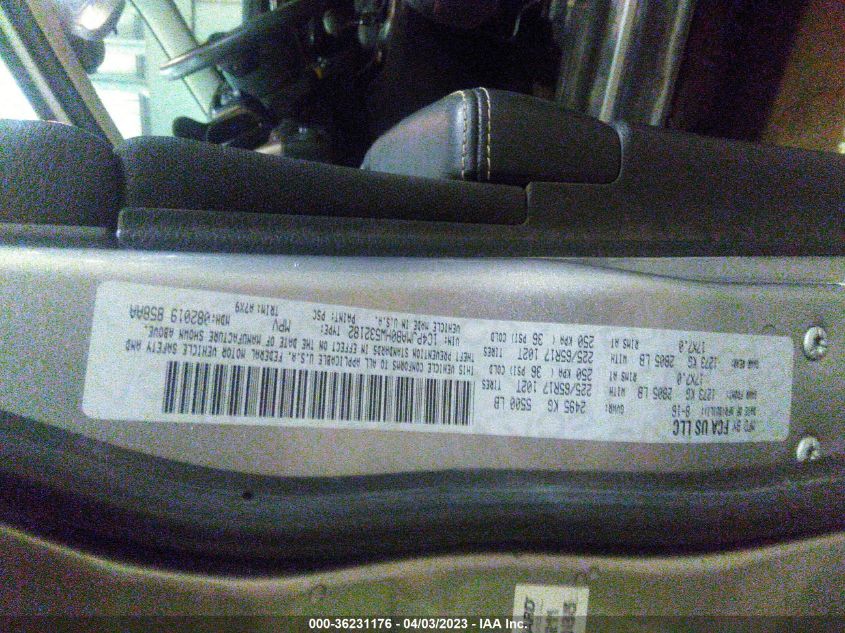 MFD BY FCA US LLC
DATE OF MFR 8-16 GVWR: 2495 KG 5500 LB
GAWR FRONT: 1273 KG 2805 LB WITH 225/65R17 102T TIRES
17X7.0 RIMS AT 250 KPA ( 36 PSI) COLD
GAWR REAR: 1273 KG 2805 LB WITH 225/65R17 102T TIRES
17X7.0 RIMS AT 250 KPA ( 36 PSI) COLD
THIS VEHICLE CONFORMS TO ALL APPLICABLE U.S.A. FEDERAL MOTOR VEHICLE SAFETY AND
THEFT PREVENTION STANDARDS IN EFFECT ON THE DATE OF MANUFACTURE SHOWN ABOVE.
VIN: 1C4PJMAB0HW532182 TYPE: MPV MDH:082019 858AA
VEHICLE MADE IN U.S.A. PAINT: PSC TRIM:A7X9
000-36231176 - 04/03/2023 - IAA Inc.